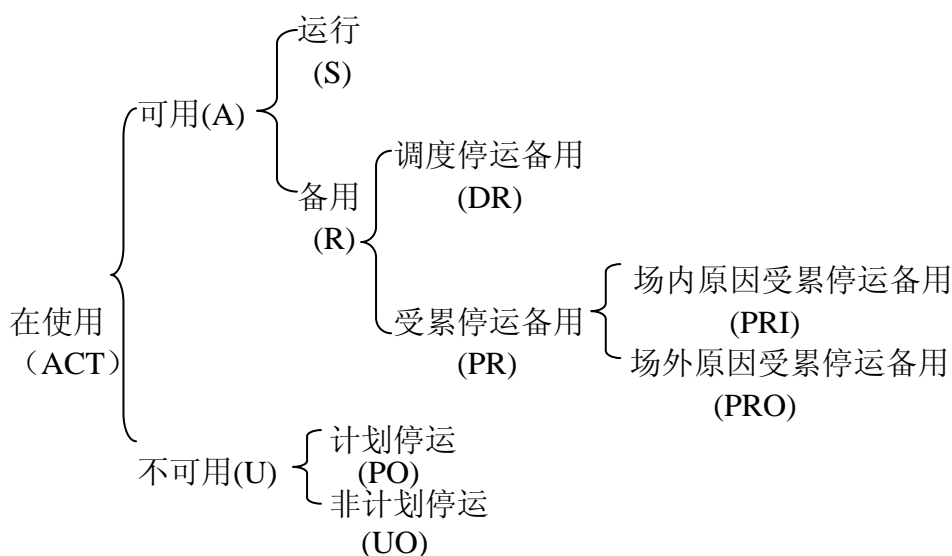 运行
(S)
可用(A)
调度停运备用
(DR)
备用
(R)
场内原因受累停运备用
(PRI)
在使用
（ACT）
受累停运备用
(PR)
场外原因受累停运备用
(PRO)
不可用(U)
计划停运
(PO)
非计划停运
(UO)